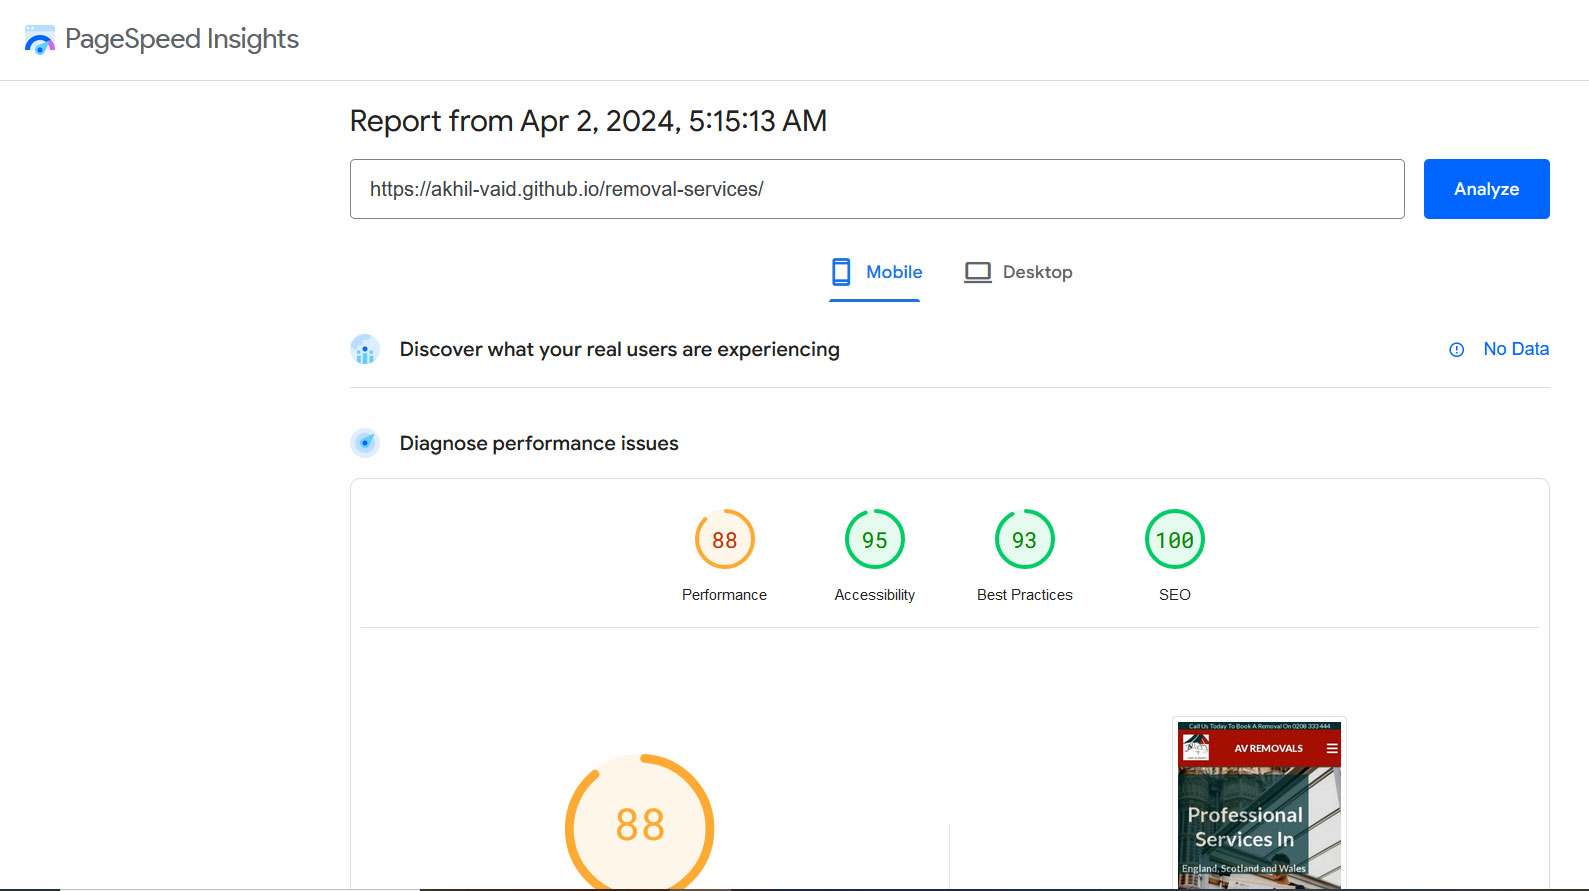 PageSpeed Insights
Report from Apr 2, 2024, 5:15:13 AM
https://akhil-vaid.github.io/removal-services/
Analyze
Mobile
Desktop
Discover what your real users are experiencing
No Data
Diagnose performance issues
88
95
93
100
Performance
Accessibility
Best Practices
SEO
Call Us Today To Book A Removal On 0208 333 444
AV REMOVALS
88
Professional
Services In
England, Scotland and Wales